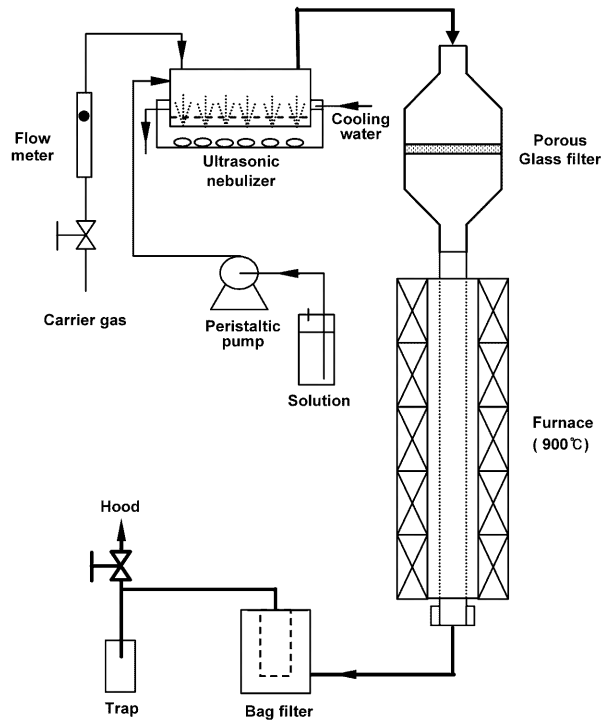 Flow
meter
Carrier gas
Ultrasonic
nebulizer
Cooling
water
Porous
Glass filter
Peristaltic
pump
Solution
Furnace
( 900℃)
Hood
Trap
Bag filter